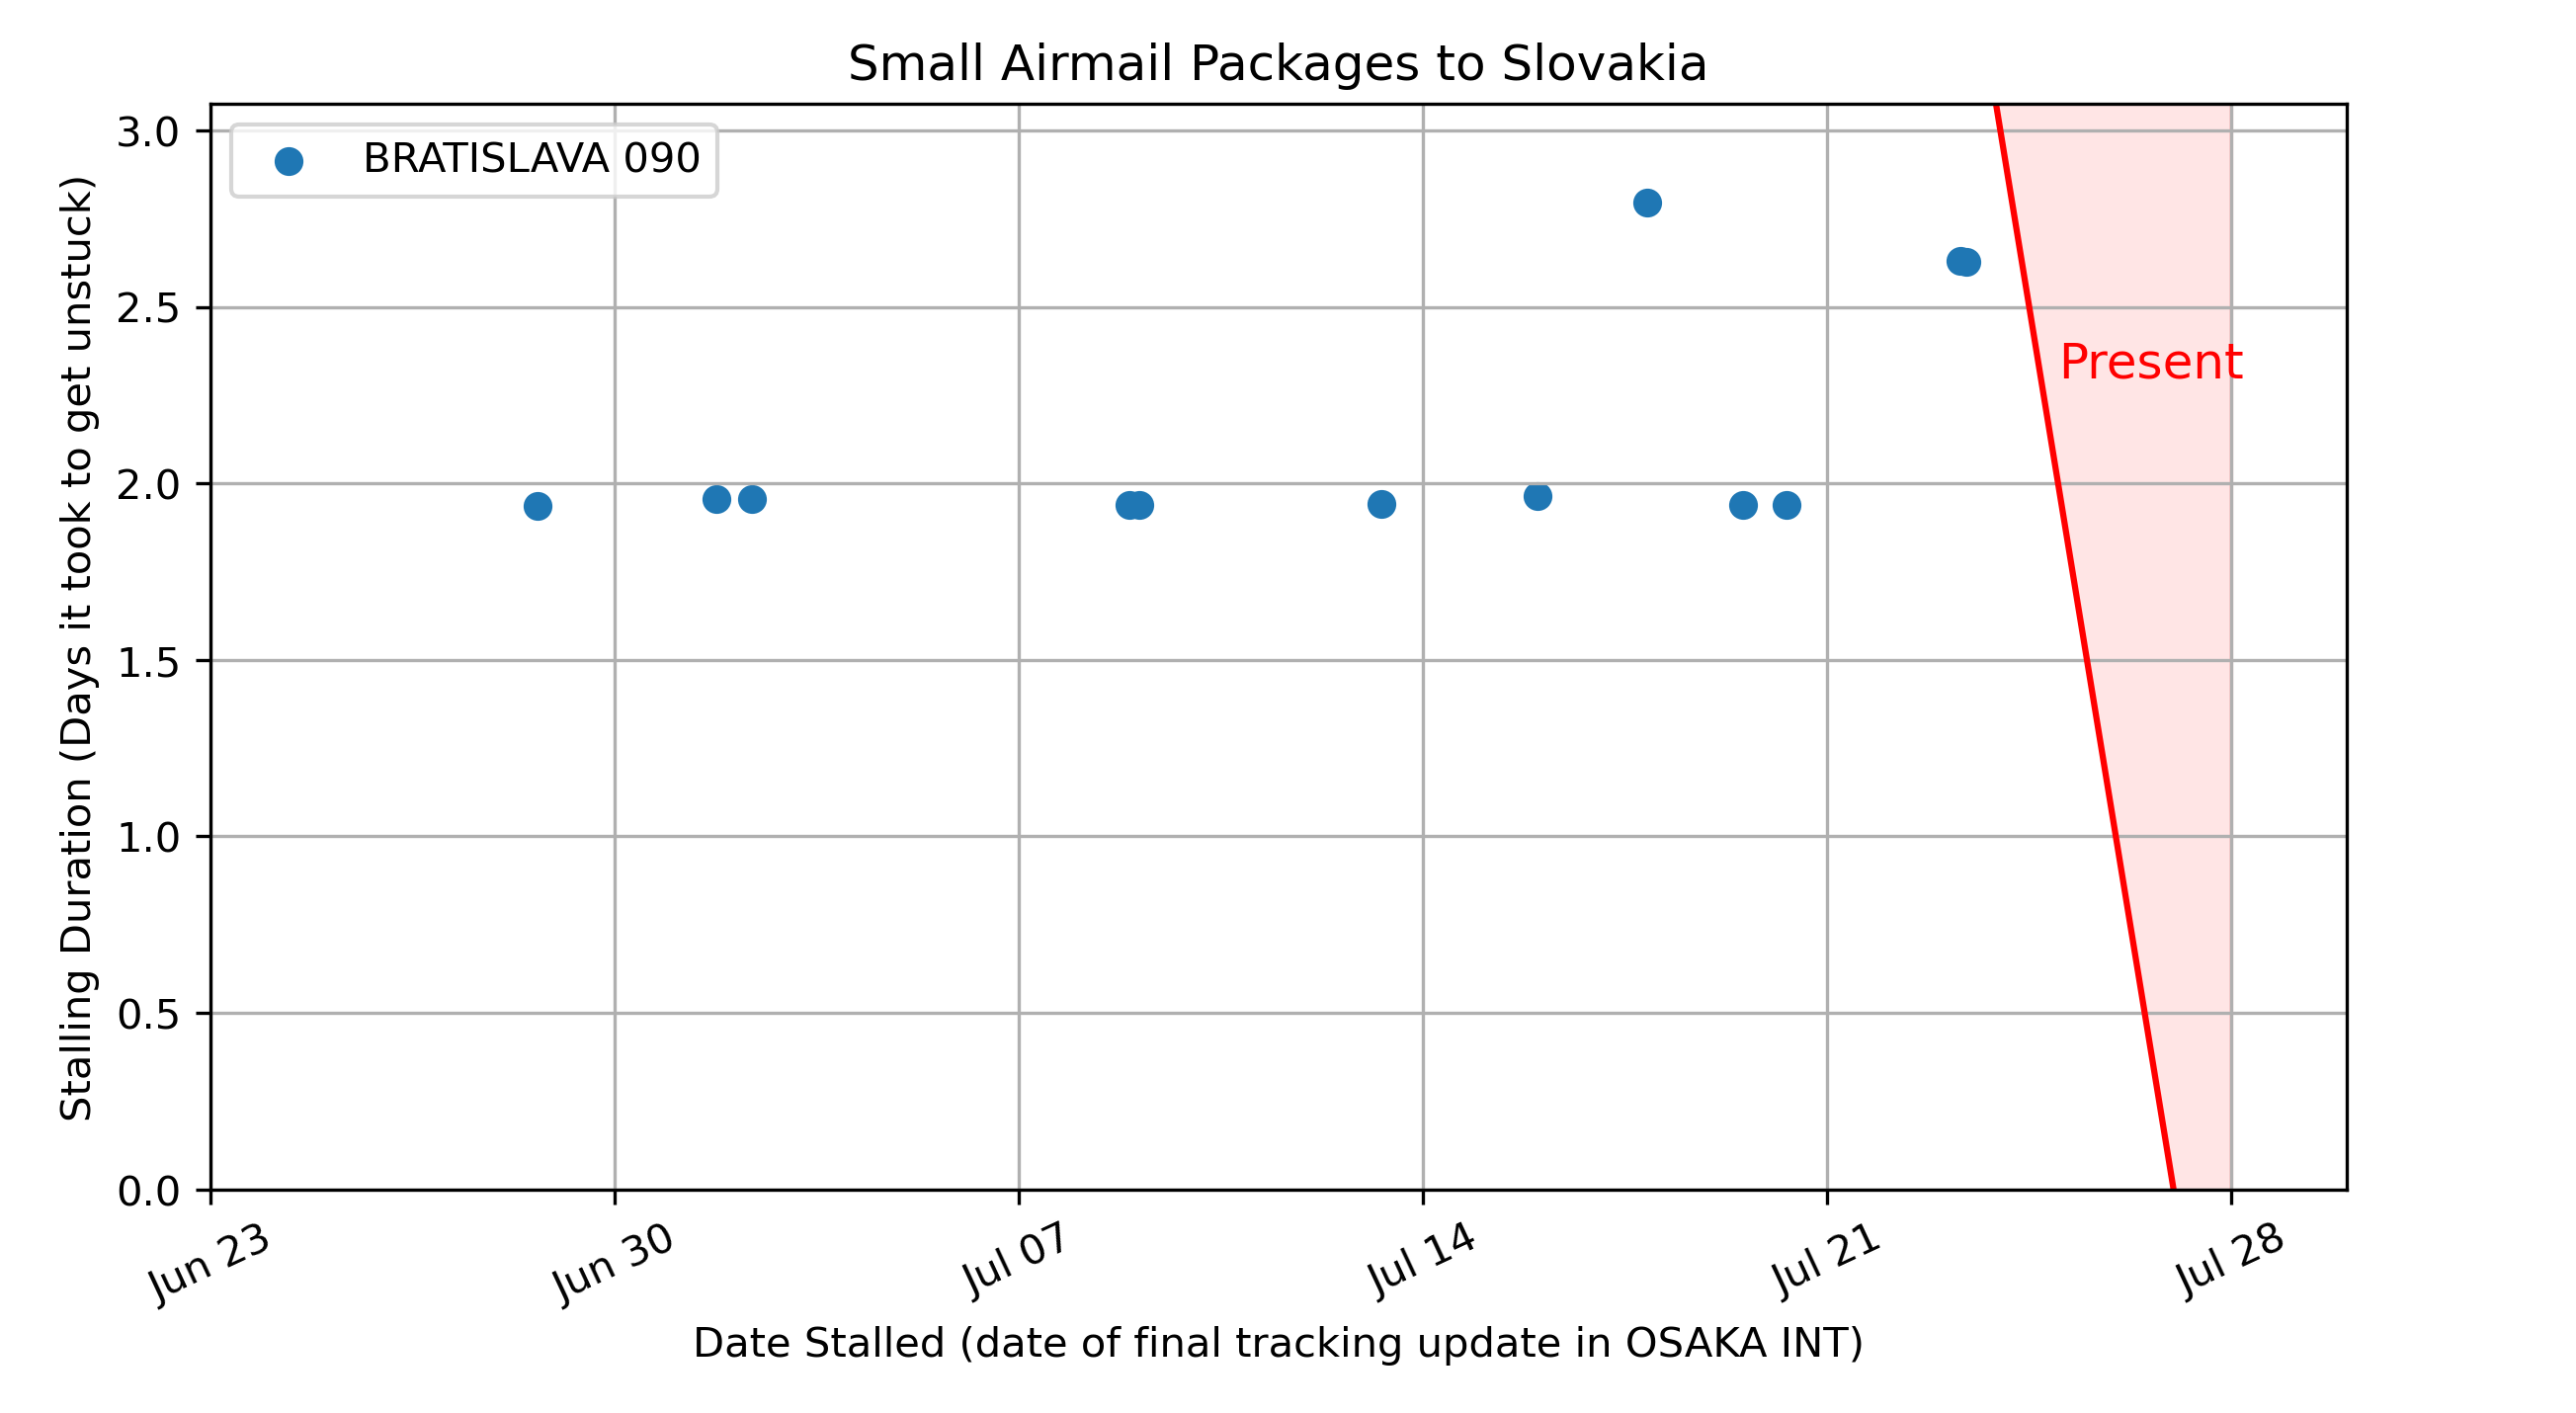 Small Airmail Packages to Slovakia
BRATISLAVA 090
3.0
2.5
2.0
1.5
1.0
0.5
0.0
Stalling Duration (Days it took to get unstuck)
Present
Jun 23
Jun 30
Jul 07
Jul 14
Jul 21
Jul 28
Date Stalled (date of final tracking update in OSAKA INT)